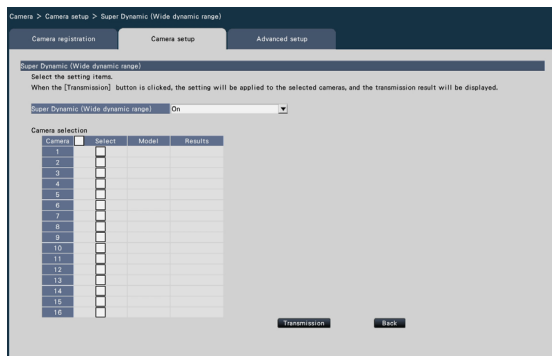 Camera > Camera setup > Super Dynamic (Wide dynamic range)
Camera registration Camera setup Advanced setup
Super Dynamic (Wide dynamic range)
Select the setting items.
When the [Transmission] button is clicked, the setting will be applied to the selected cameras, and the transmission result will be displayed.
Super Dynamic (Wide dynamic range) On
Camera selection
Camera Select Model Results
1
2
3
4
5
6
7
8
9
10
11
12
13
14
15
16
Transmission Back